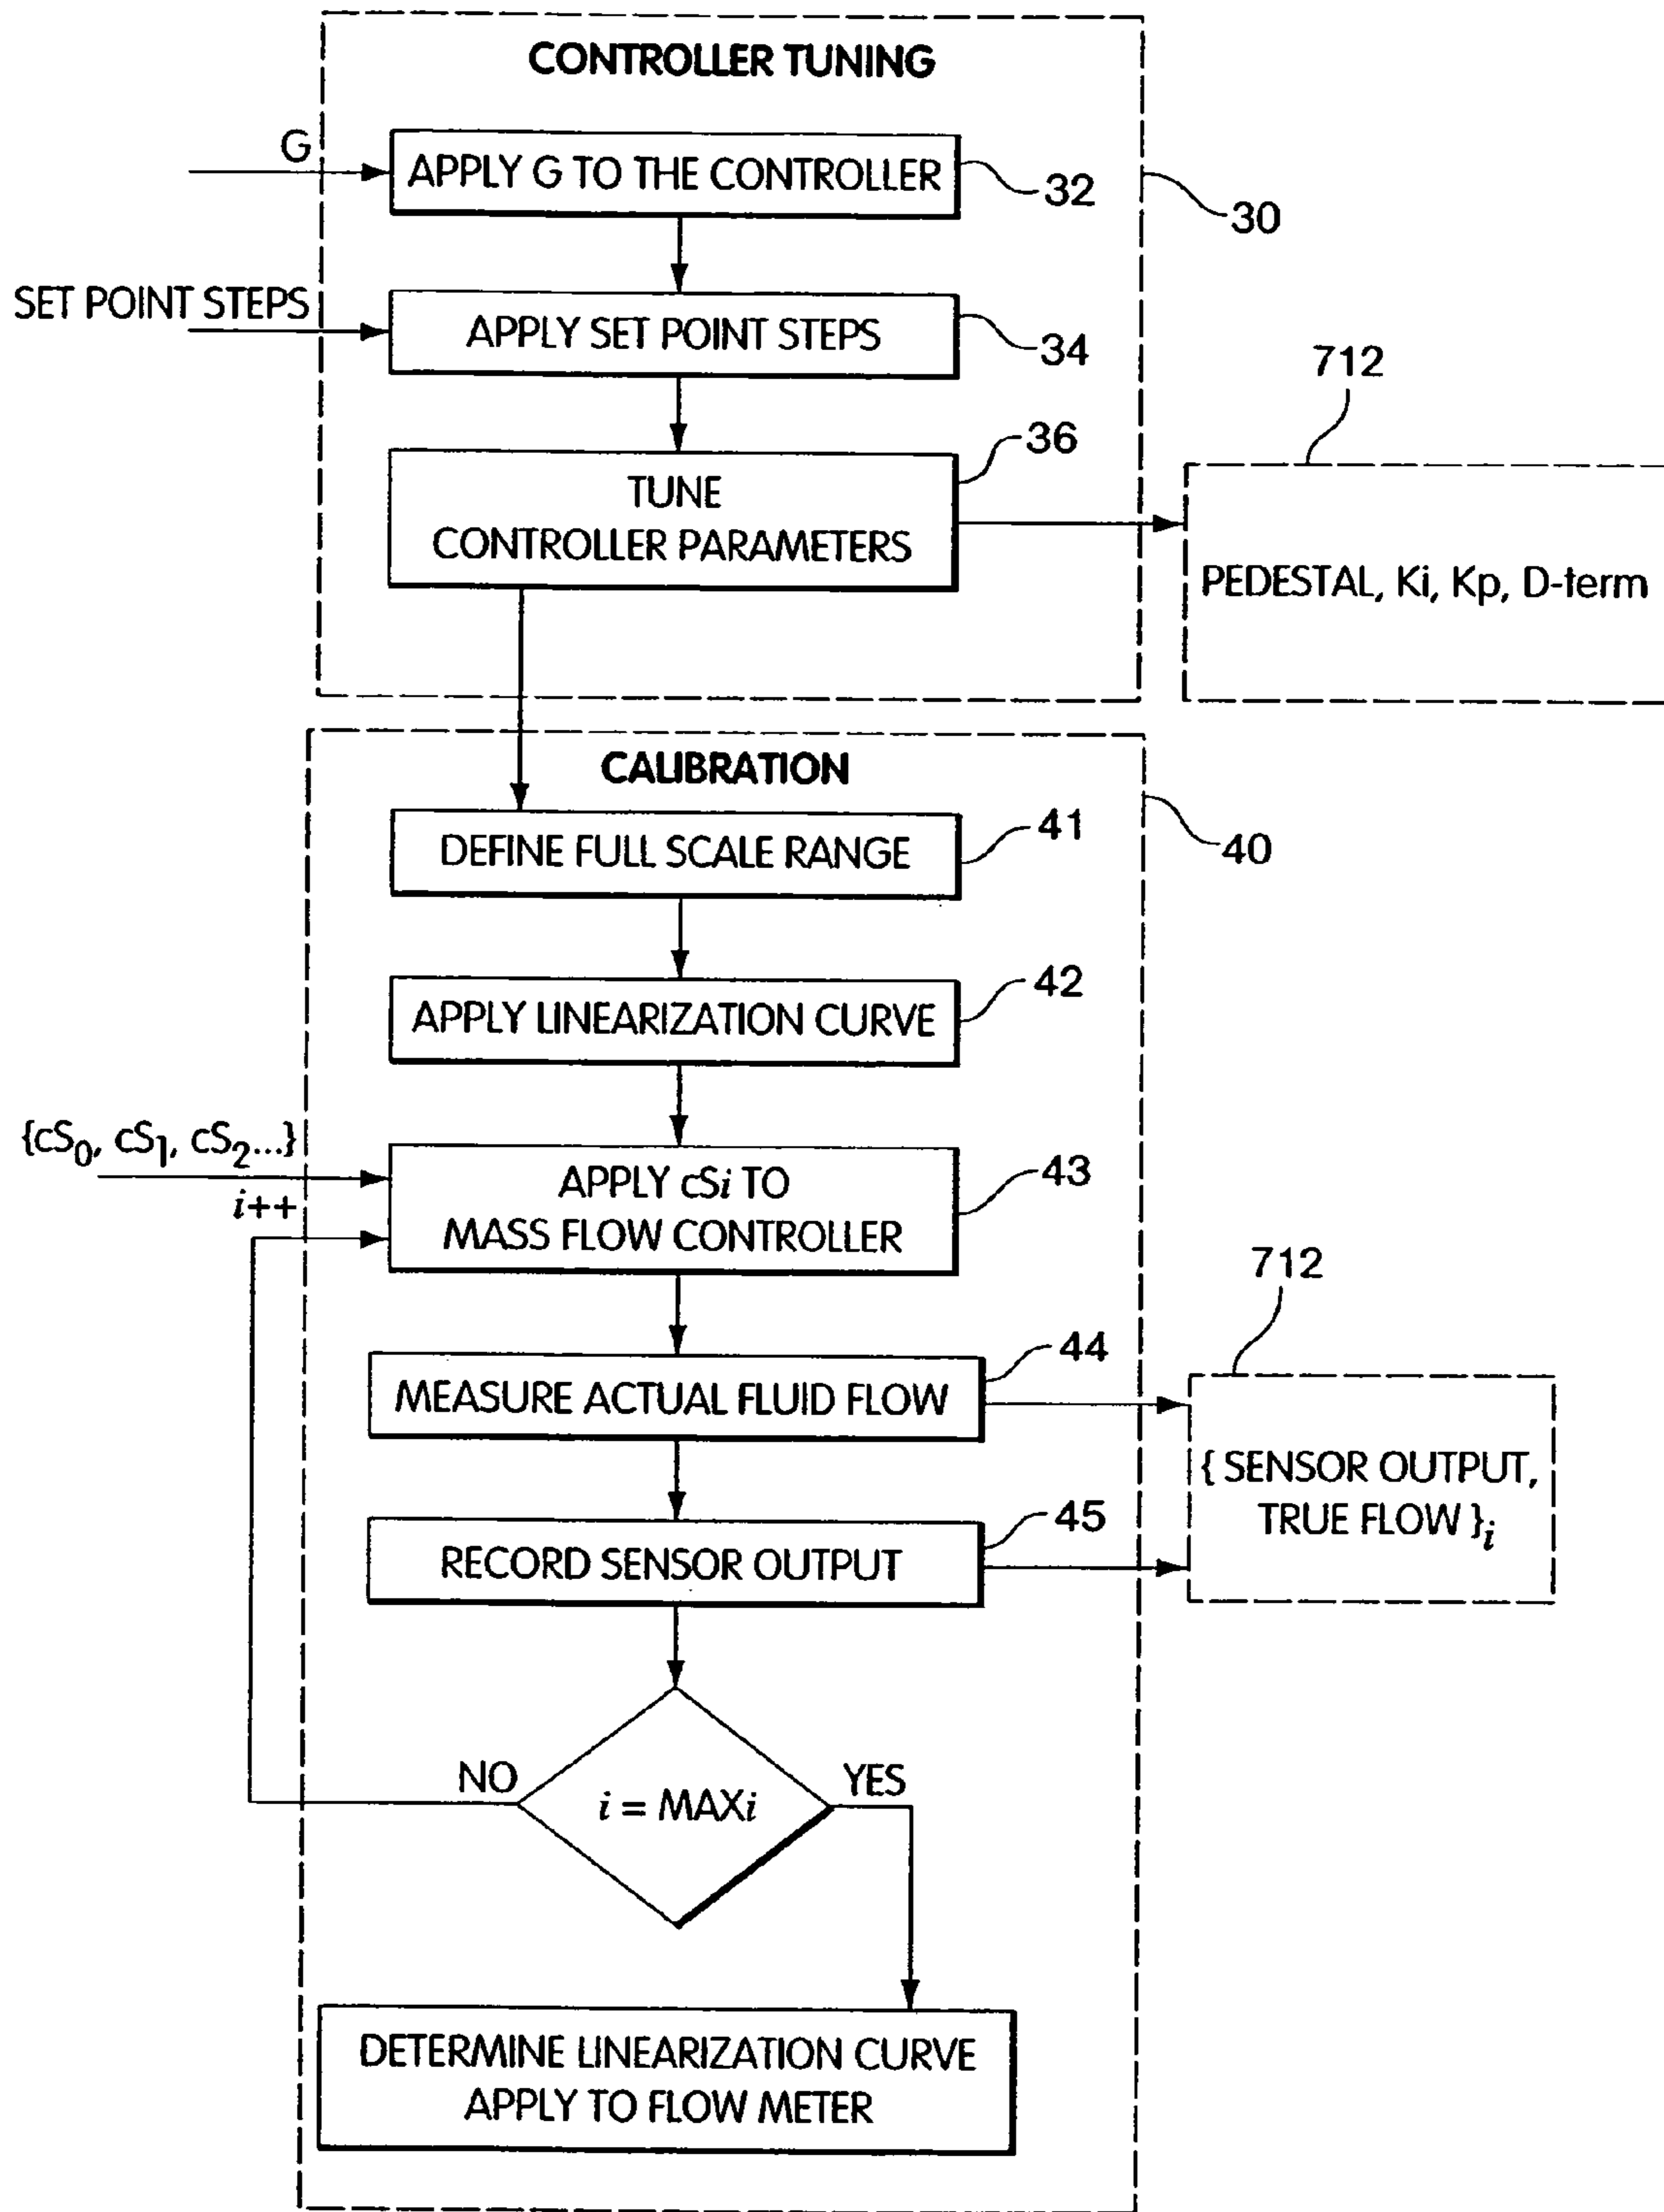 CONTROLLER TUNING
G
APPLY G TO THE CONTROLLER
32
30
SET POINT STEPS
APPLY SET POINT STEPS
34
712
36
TUNE
CONTROLLER PARAMETERS
PEDESTAL, Ki, Kp, D-term
CALIBRATION
41
DEFINE FULL SCALE RANGE
40
42
APPLY LINEARIZATION CURVE
{cS0, cS1, cS2...}
i++
APPLY cSi TO
MASS FLOW CONTROLLER
43
712
44
MEASURE ACTUAL FLUID FLOW
{ SENSOR OUTPUT,
TRUE FLOW }i
45
RECORD SENSOR OUTPUT
NO
YES
i = MAXi
DETERMINE LINEARIZATION CURVE
APPLY TO FLOW METER